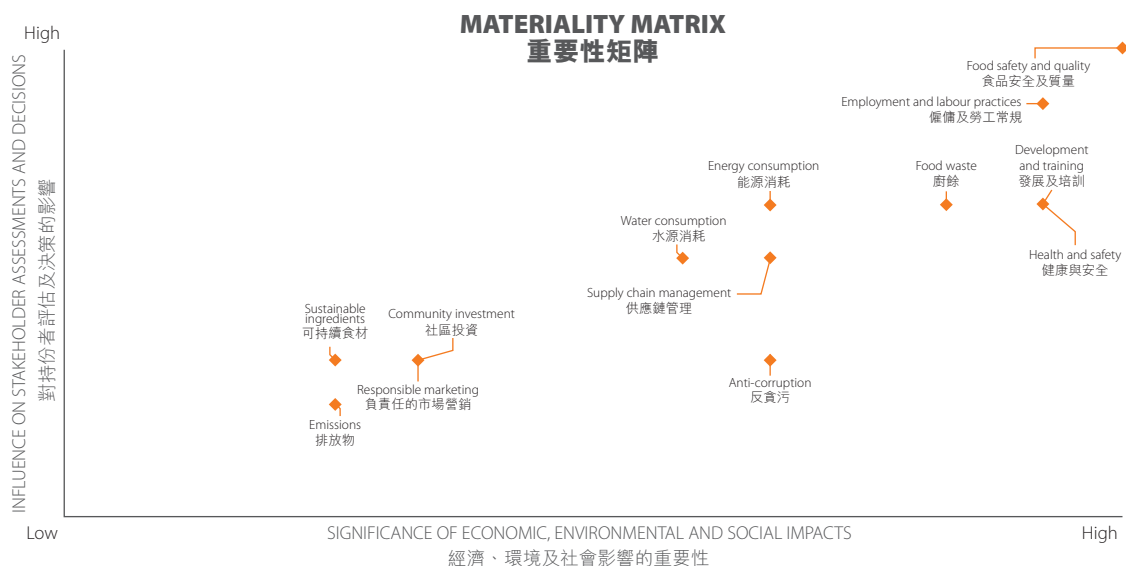 MATERIALITY MATRIX
重要性矩陣
High
INFLUENCE ON STAKEHOLDER ASSESSMENTS AND DECISIONS
對持份者評估及決策的影響
Food safety and quality
食品安全及質量
Employment and labour practices
僱傭及勞工常規
Energy consumption
能源消耗
Food waste
廚餘
Development
and training
發展及培訓
Water consumption
水源消耗
Health and safety
健康與安全
Supply chain management
供應鏈管理
Sustainable
ingredients
可持續食材
Community investment
社區投資
Responsible marketing
負責任的市場營銷
Anti-corruption
反貪污
Emissions
排放物
Low
SIGNIFICANCE OF ECONOMIC, ENVIRONMENTAL AND SOCIAL IMPACTS
High
經濟、環境及社會影響的重要性